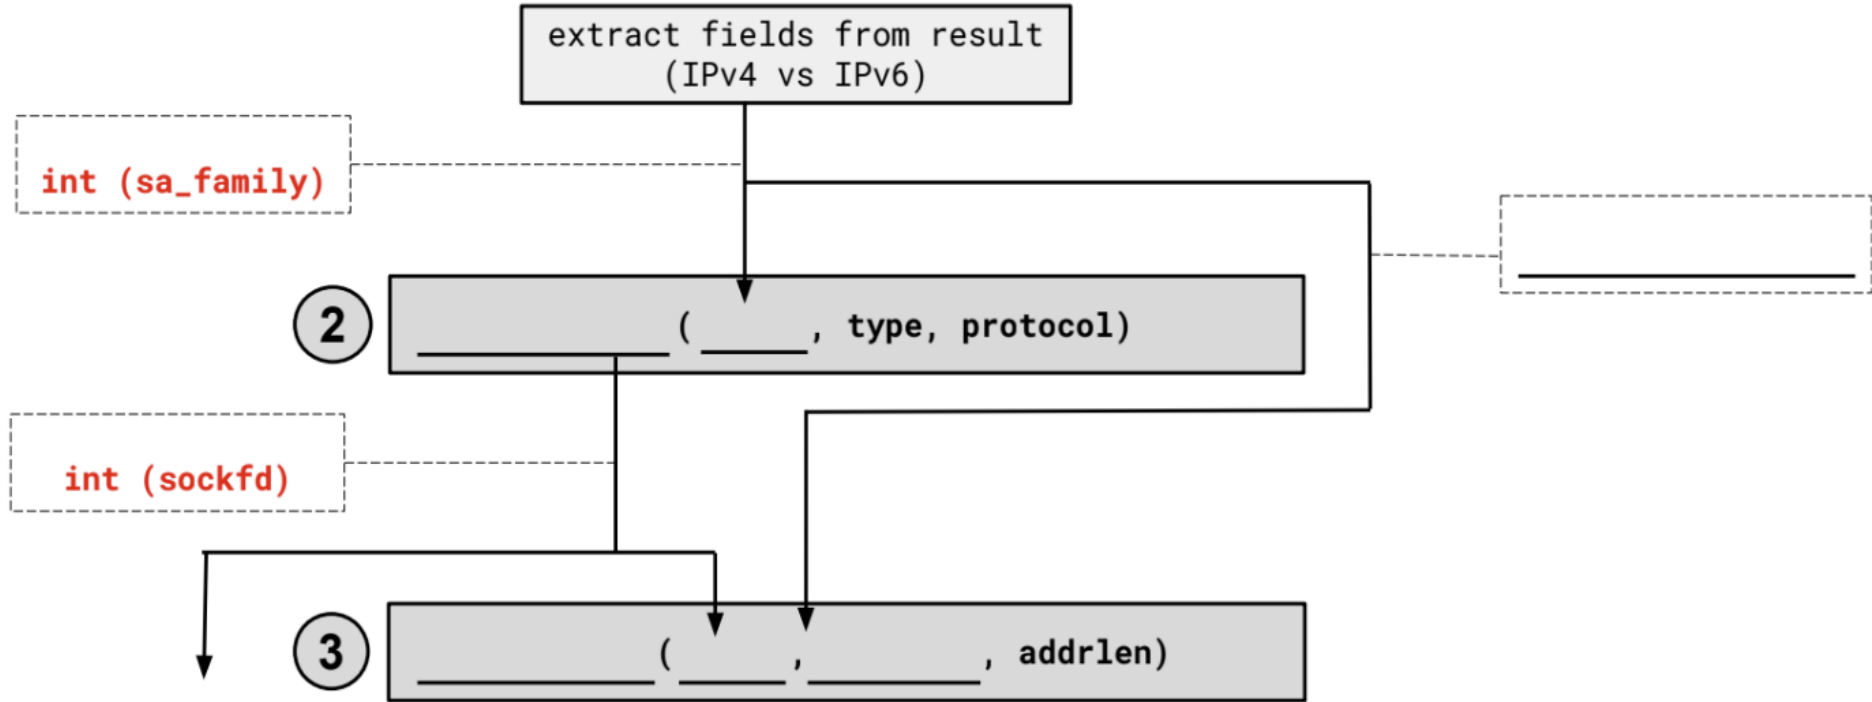 extract fields from result
(IPv4 vs IPv6)
int (sa_family)
2
(     , type, protocol)
int (sockfd)
3
(     ,     , addrlen)